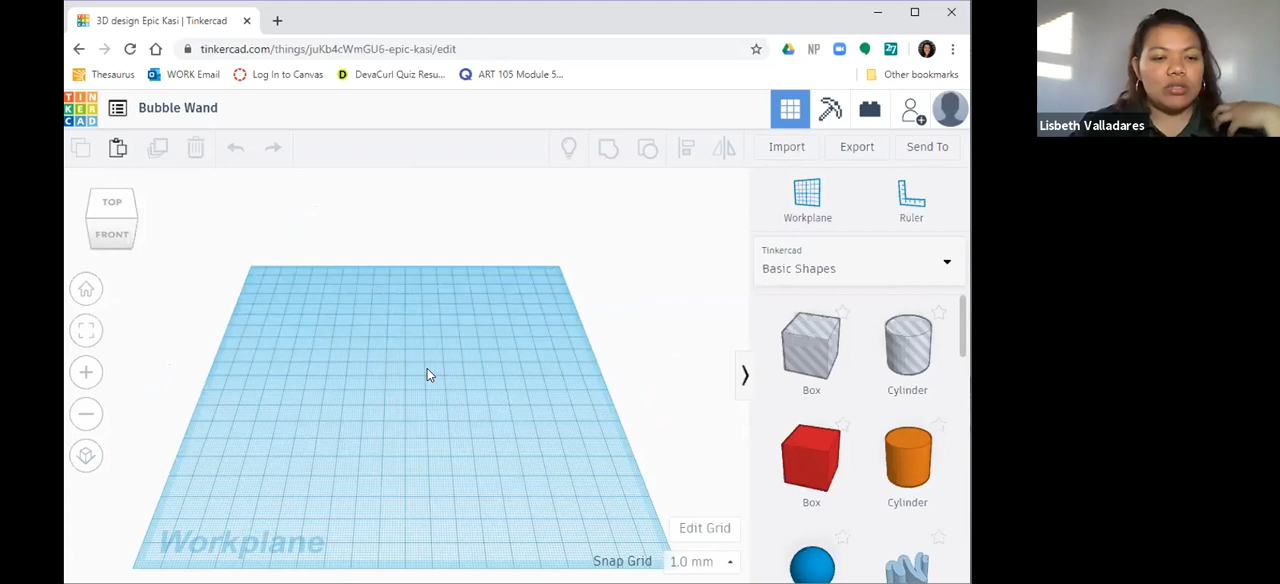 3D design Epic Kasi | Tinkercad
tinkercad.com/things/juKb4cWmGU6-epic-kasi/edit
NP
27
Thesaurus
WORK Email
Log In to Canvas
D
DevaCurl Quiz Resu...
Q
ART 105 Module 5...
Other bookmarks
TIN
KER
CAD
Bubble Wand
Import
Export
Send To
TOP
FRONT
Workplane
Ruler
Tinkercad
Basic Shapes
Box
Cylinder
Box
Cylinder
Workplane
Edit Grid
Snap Grid
1.0 mm
Lisbeth Valladares